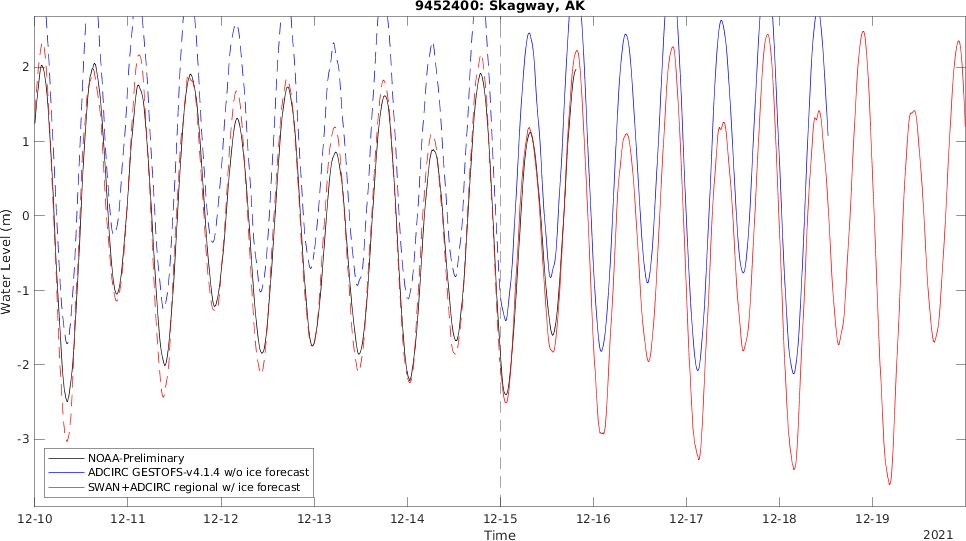 9452400: Skagway, AK
Water Level (m)
2
1
0
-1
-2
-3
NOAA-Preliminary
ADCIRC GESTOFS-v4.1.4 w/o ice forecast
SWAN+ADCIRC regional w/ ice forecast
12-10 12-11 12-12 12-13 12-14 12-15 12-16 12-17 12-18 12-19
Time
2021